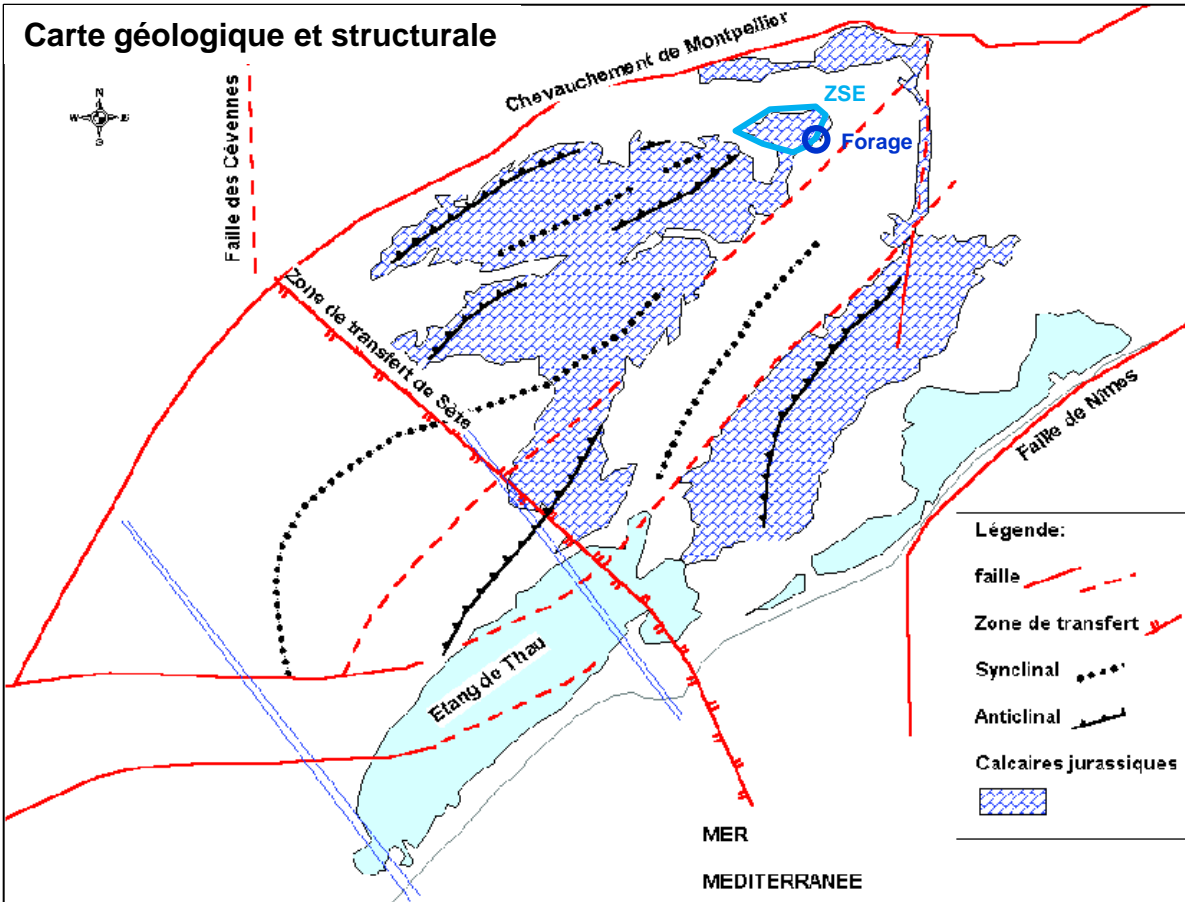 Carte géologique et structurale
Chevauchement de Montpellier
Faille des Cévennes
N
W
E
S
ZSE
Forage
Zone de transfert de Sète
Faille de Nîmes
Etang de Thau
Légende:
faille
Zone de transfert
Synclinal
Anticlinal
Calcaires jurassiques
MER
MEDITERRANEE